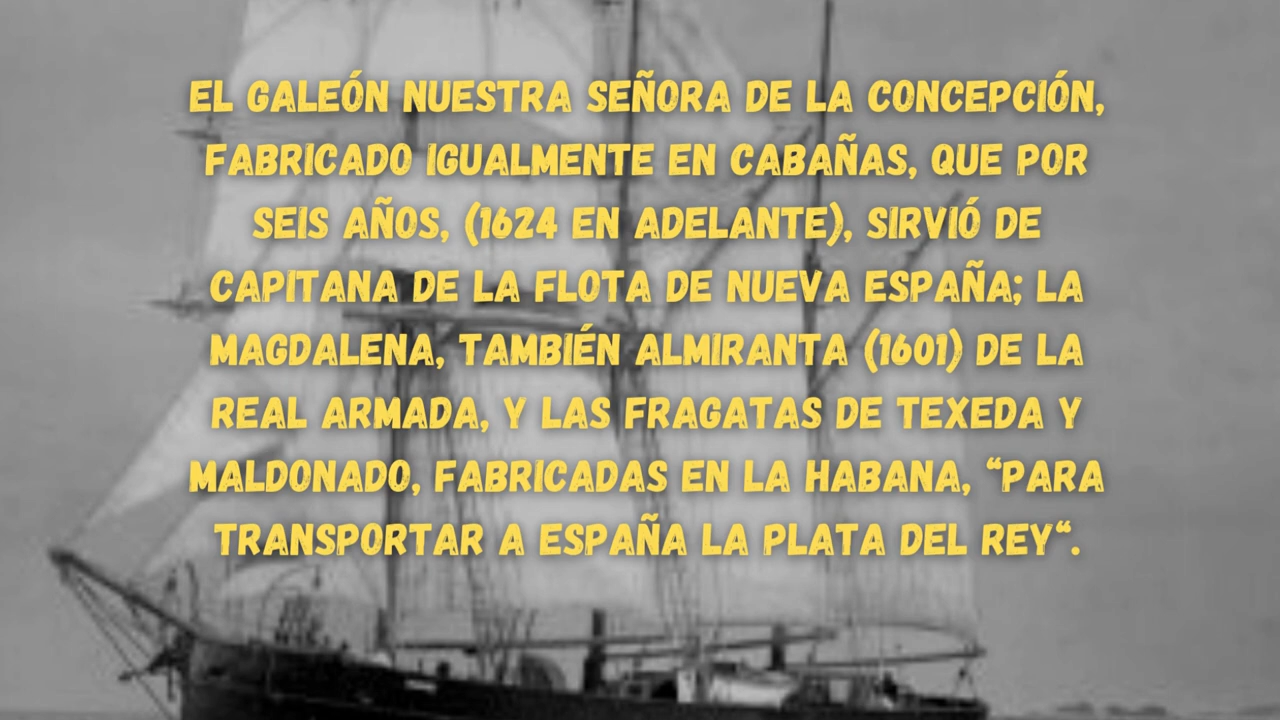 EL GALEÓN NUESTRA SEÑORA DE LA CONCEPCIÓN,
FABRICADO IGUALMENTE EN CABAÑAS, QUE POR
SEIS AÑOS, (1624 EN ADELANTE), SIRVIÓ DE
CAPITANA DE LA FLOTA DE NUEVA ESPAÑA; LA
MAGDALENA, TAMBIÉN ALMIRANTA (1601) DE LA
REAL ARMADA, Y LAS FRAGATAS DE TEXEDA Y
MALDONADO, FABRICADAS EN LA HABANA, “PARA
TRANSPORTAR A ESPAÑA LA PLATA DEL REY“.